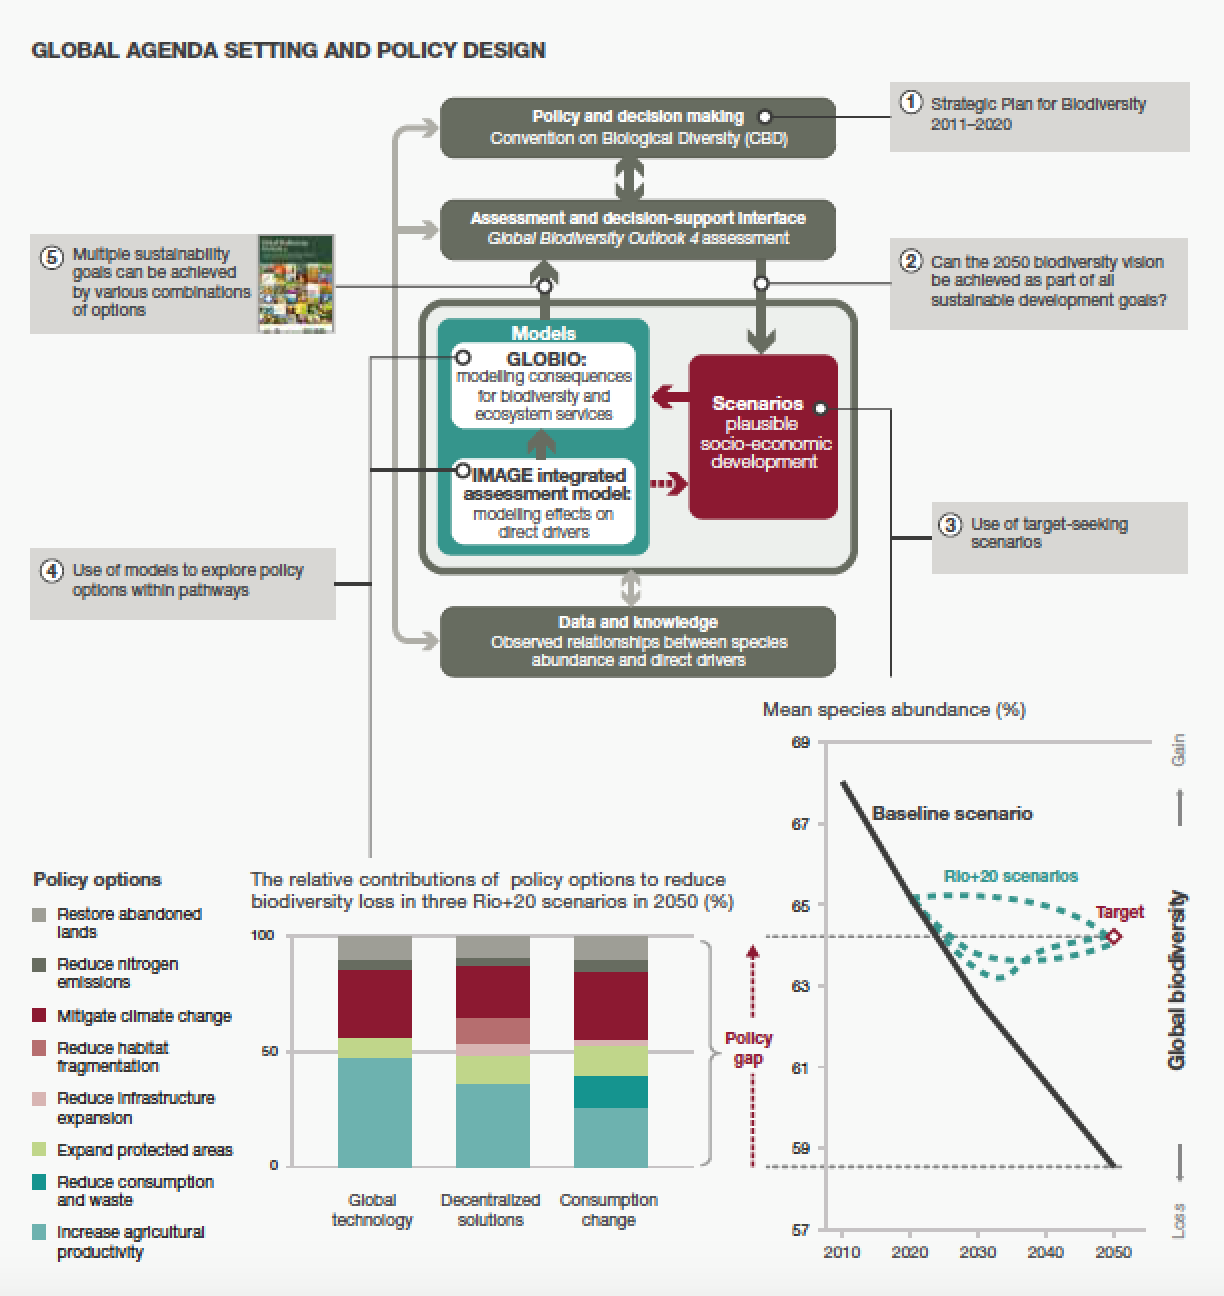 GLOBAL AGENDA SETTING AND POLICY DESIGN
Policy and decision making
Convention on Biological Diversity (CBD)
1 Strategic Plan for Biodiversity
2011–2020
Assessment and decision-support interface
Global Biodiversity Outlook 4 assessment
5 Multiple sustainability
goals can be achieved
by various combinations
of options
2 Can the 2050 biodiversity vision
be achieved as part of all
sustainable development goals?
Models
GLOBIO:
modelling consequences
for biodiversity and
ecosystem services
Scenarios
plausible
socio-economic
development
IMAGE integrated
assessment model:
modelling effects on
direct drivers
3 Use of target-seeking
scenarios
4 Use of models to explore policy
options within pathways
Data and knowledge
Observed relationships between species
abundance and direct drivers
Mean species abundance (%)
69
67
65
63
61
59
57
2010 2020 2030 2040 2050
Baseline scenario
Rio+20 scenarios
Target
Gain
Global biodiversity
Loss
Policy options
Restore abandoned
lands
Reduce nitrogen
emissions
Mitigate climate change
Reduce habitat
fragmentation
Reduce infrastructure
expansion
Expand protected areas
Reduce consumption
and waste
Increase agricultural
productivity
The relative contributions of policy options to reduce
biodiversity loss in three Rio+20 scenarios in 2050 (%)
100
50
0
Global
technology
Decentralized
solutions
Consumption
change
Policy
gap